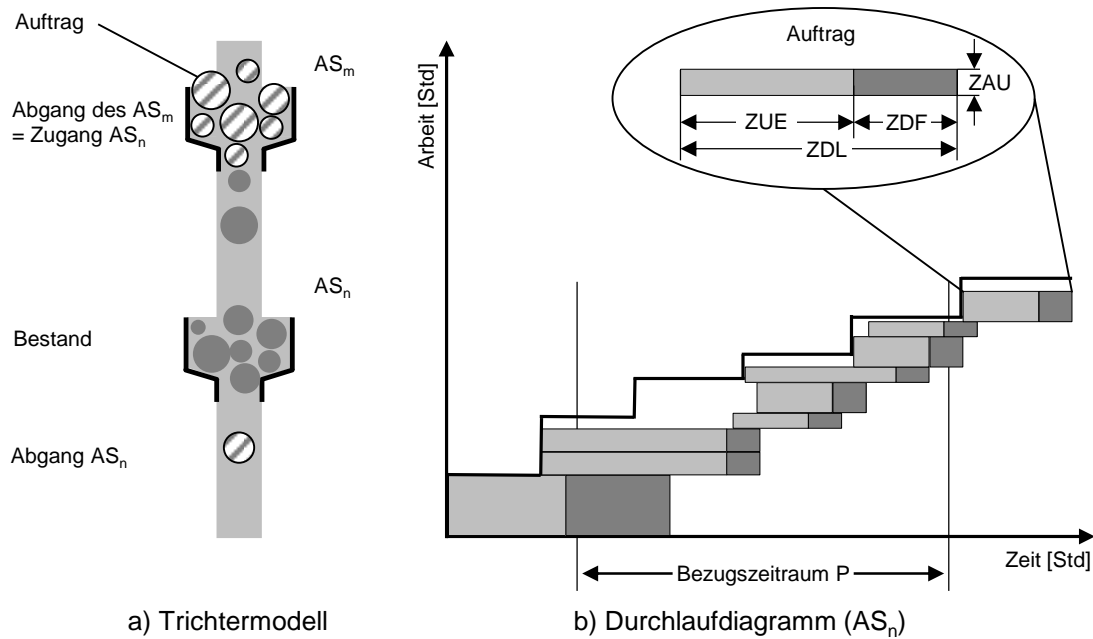 Auftrag
AS_m
Abgang des AS_m
= Zugang AS_n
AS_n
Bestand
Abgang AS_n
a) Trichtermodell
Arbeit [Std]
Auftrag
ZAU
ZUE
ZDF
ZDL
Zeit [Std]
Bezugszeitraum P
b) Durchlaufdiagramm (AS_n)